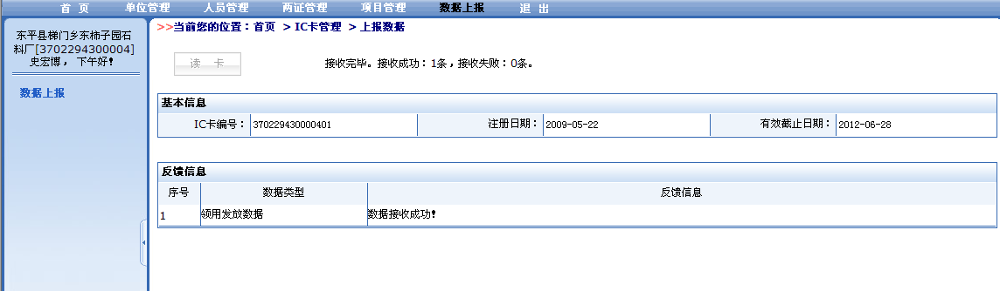 首 页 单位管理 人员管理 两证管理 项目管理 数据上报 退 出
东平县梯门乡东柿子园石
料厂[3702294300004]
史宏博， 下午好!
数据上报
>>当前您的位置：首页 > IC卡管理 > 上报数据
读 卡
接收完毕。接收成功：1条，接收失败：0条。
基本信息
IC卡编号： 370229430000401 注册日期： 2009-05-22 有效截止日期： 2012-06-28
反馈信息
序号 数据类型 反馈信息
1 领用发放数据 数据接收成功!